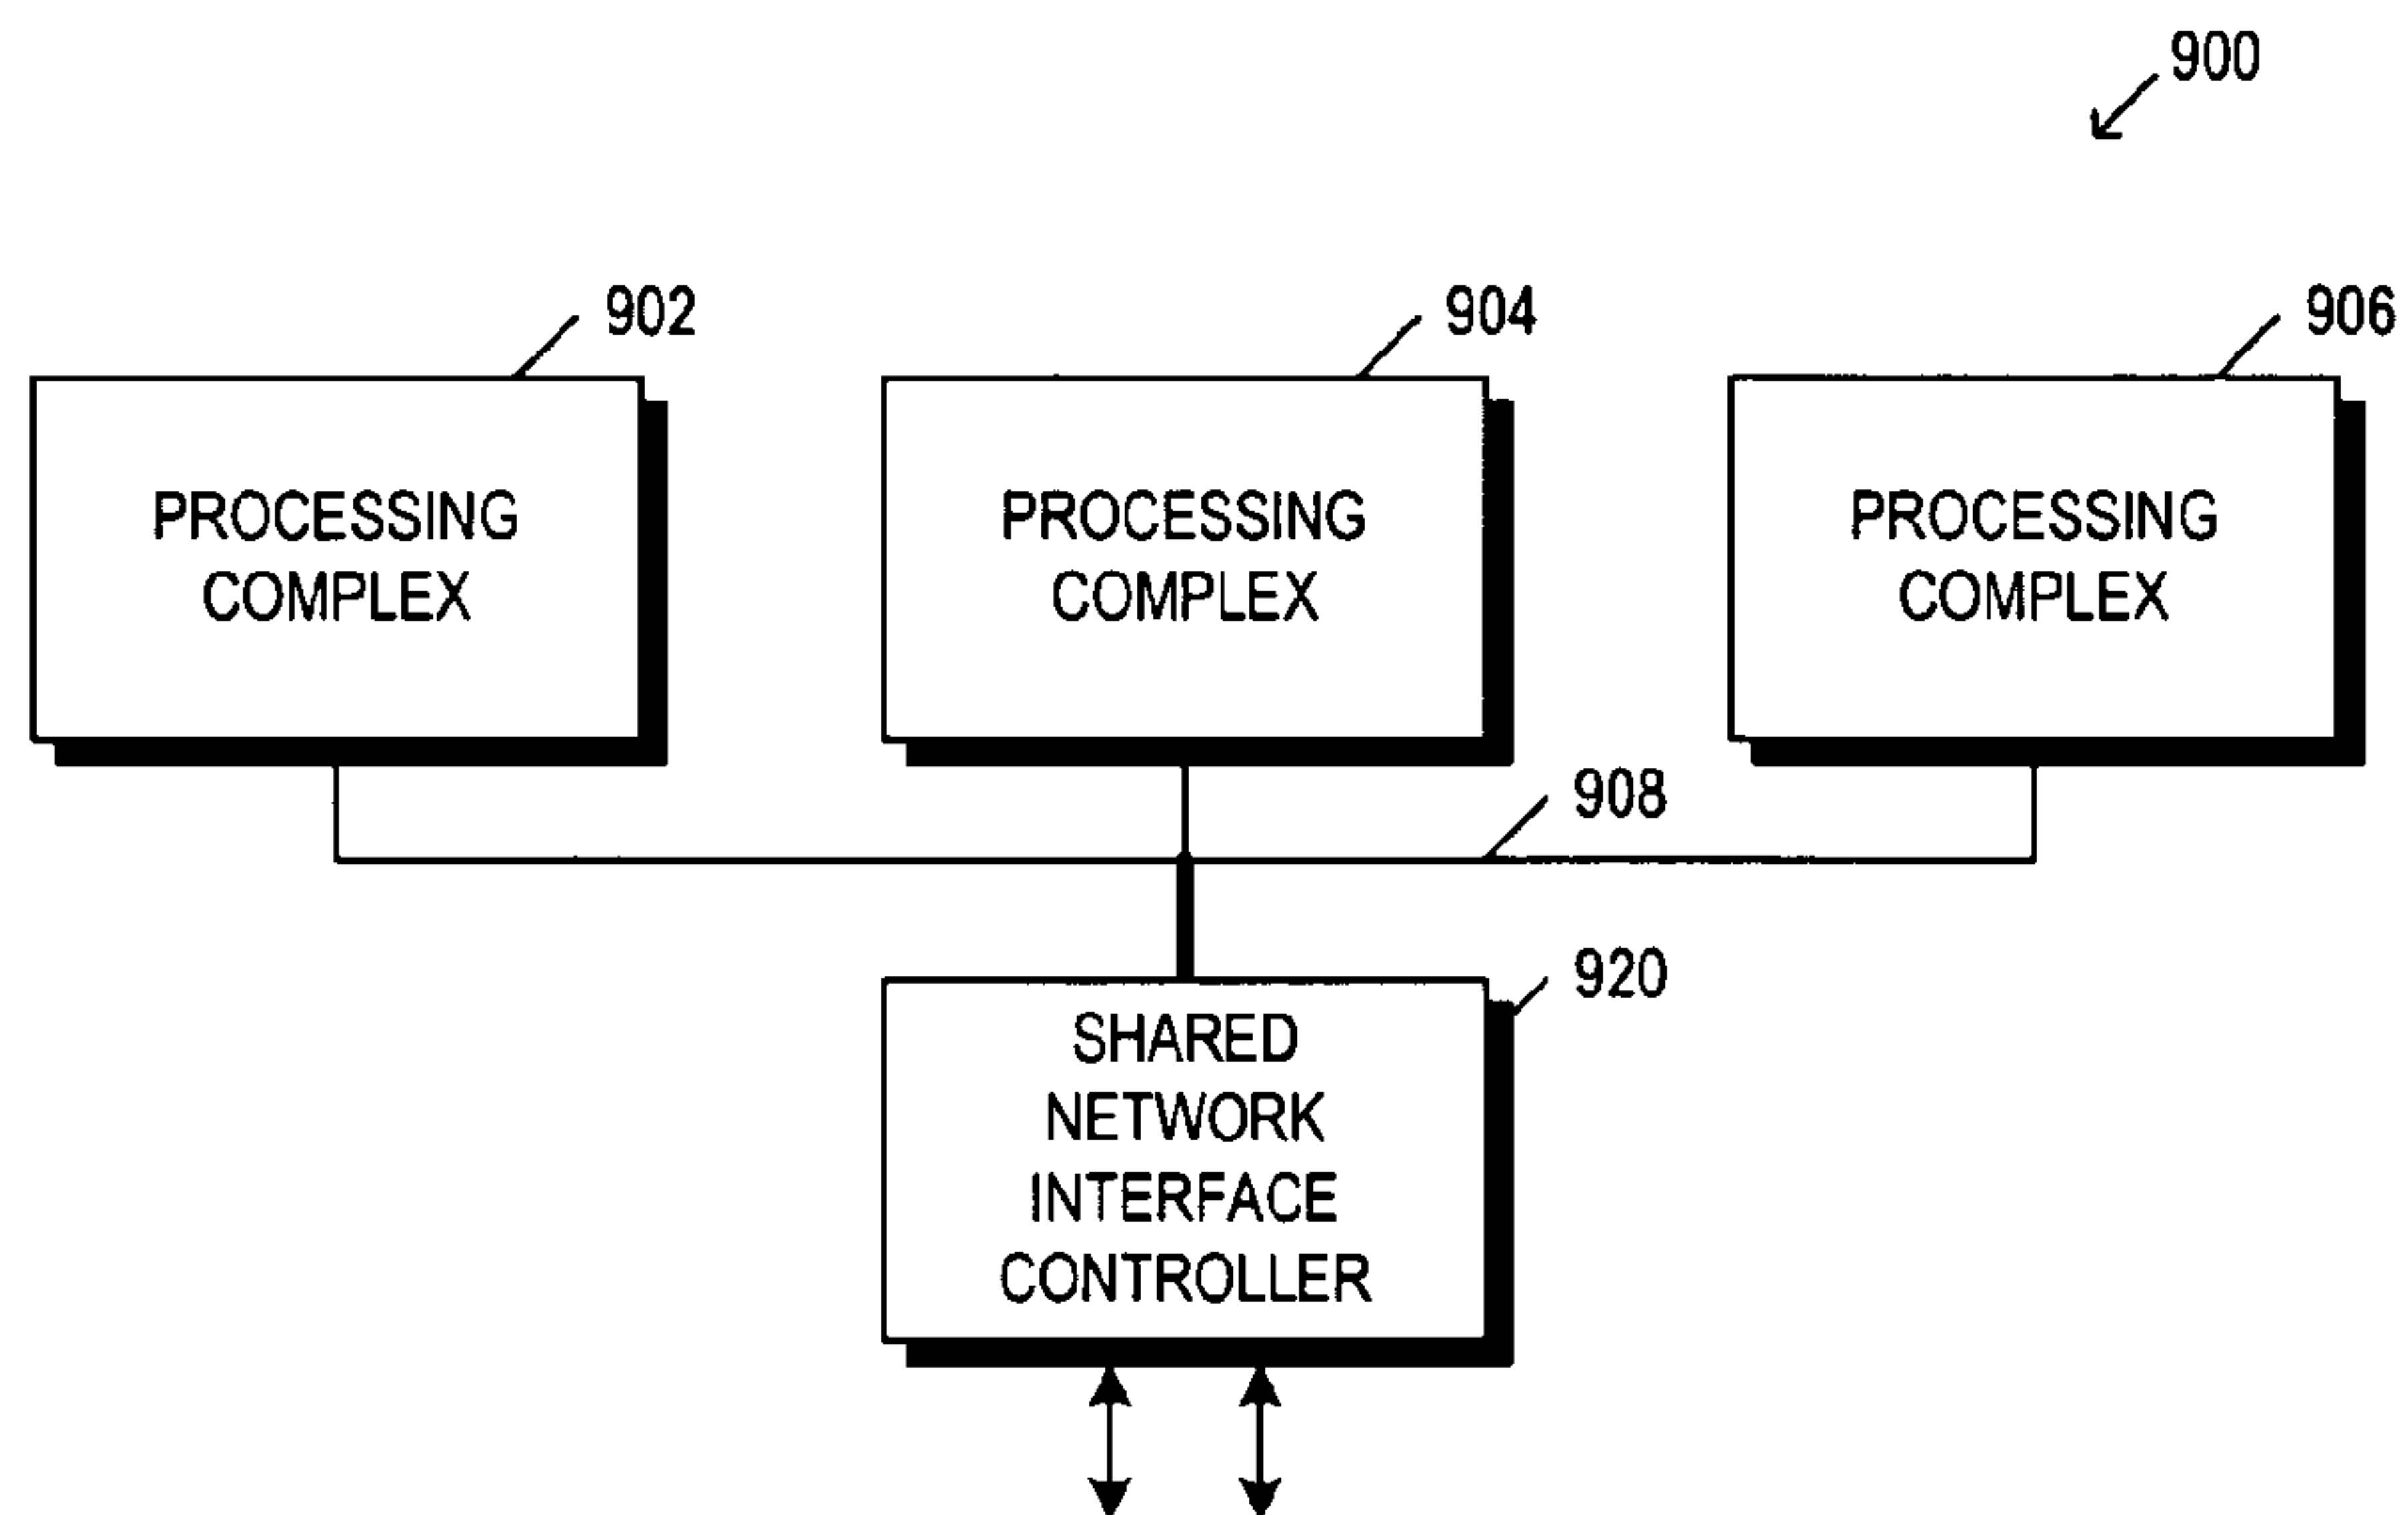 900
902
904
906
PROCESSING
COMPLEX
PROCESSING
COMPLEX
PROCESSING
COMPLEX
908
920
SHARED
NETWORK
INTERFACE
CONTROLLER